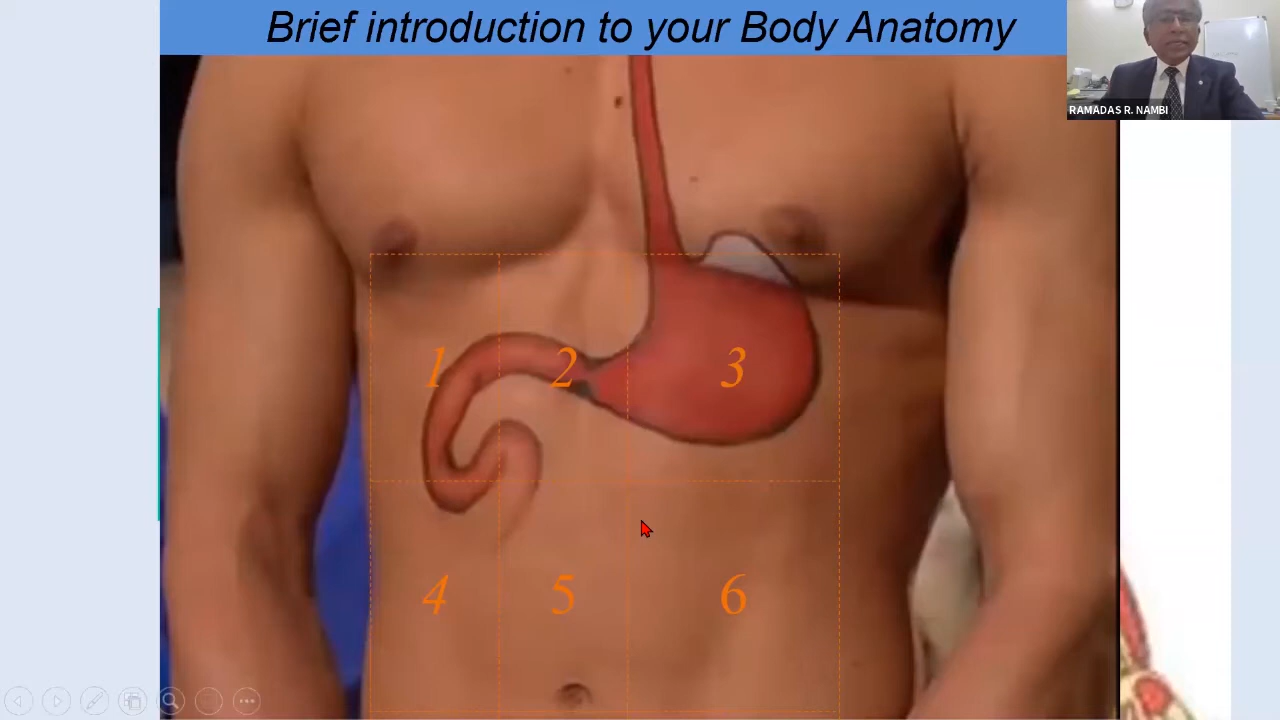 Brief introduction to your Body Anatomy
RAMADAS R. NAMBI
1 2 3
4 5 6